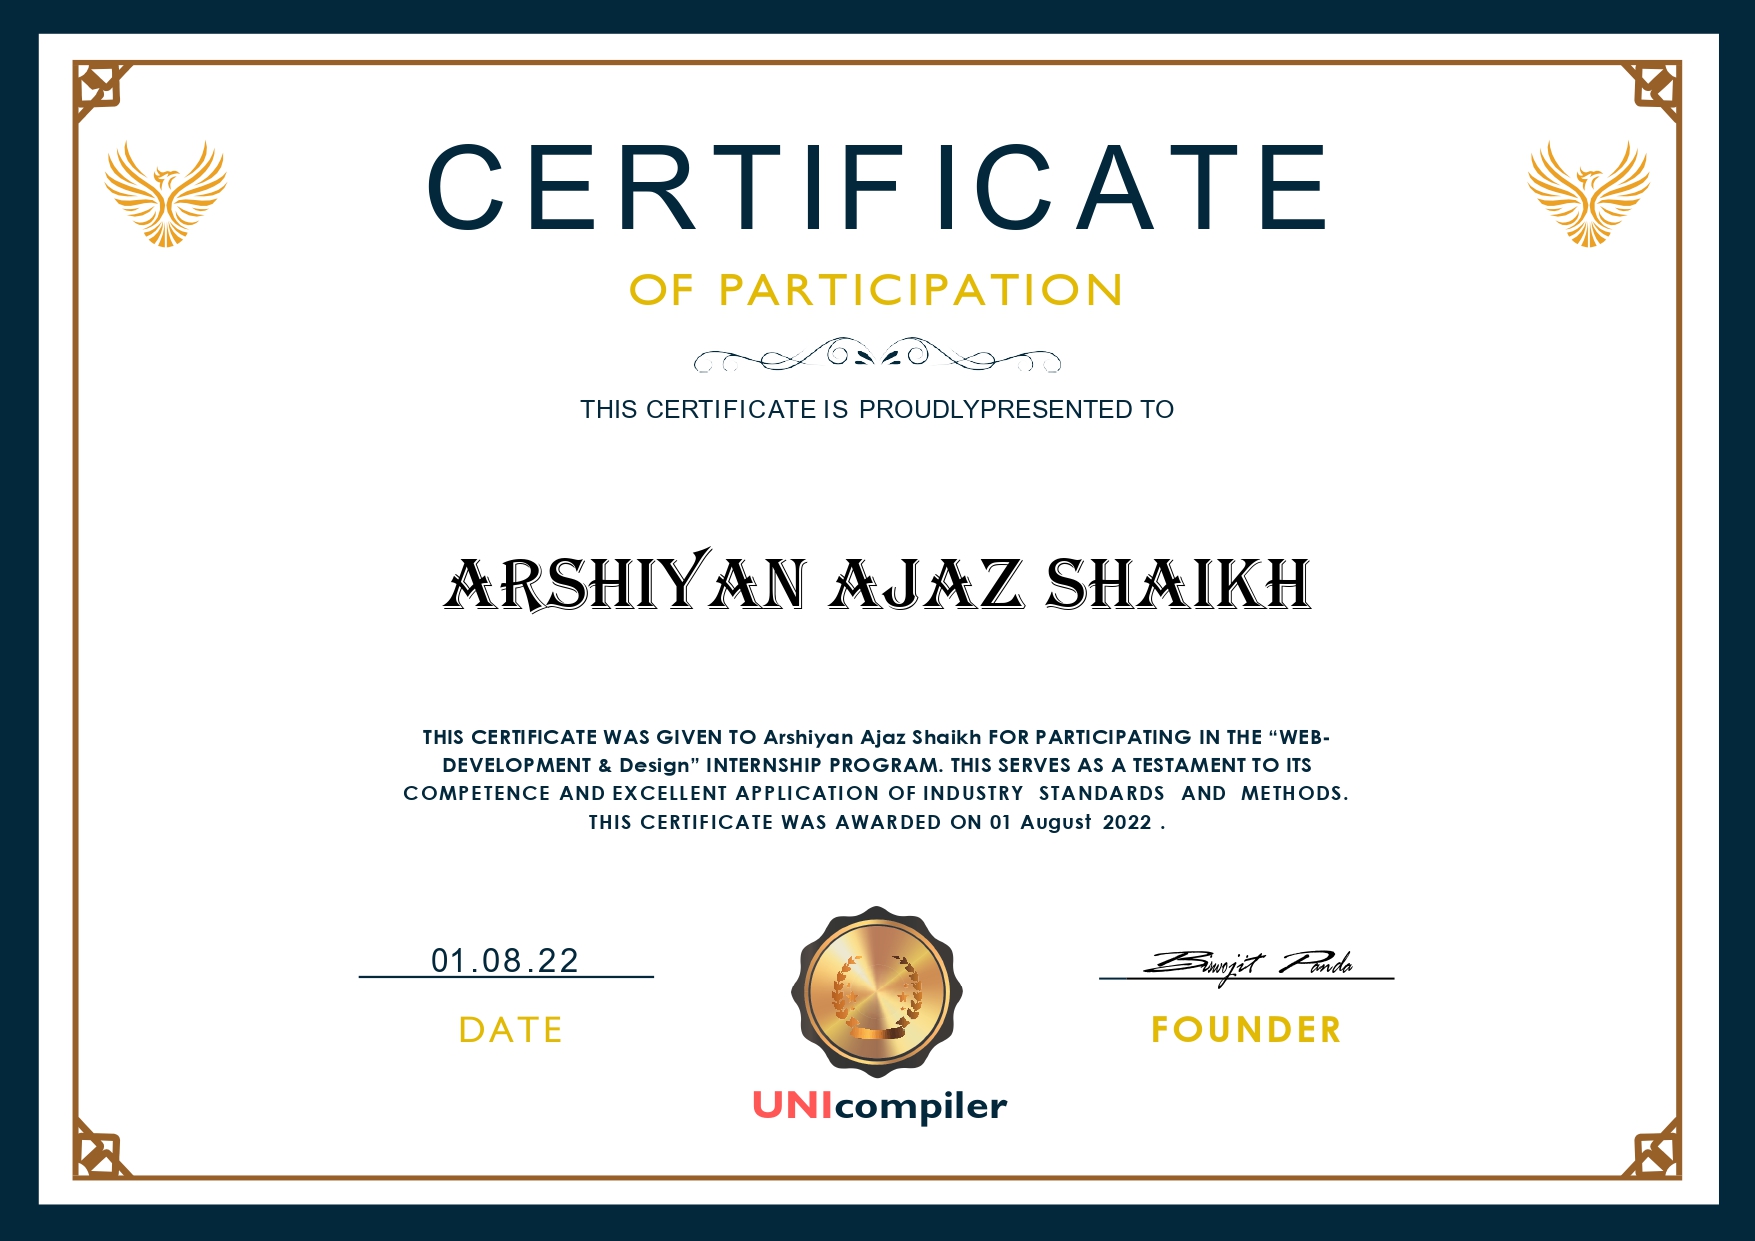 CERTIFICATE
OF PARTICIPATION
THIS CERTIFICATE IS PROUDLYPRESENTED TO
ARSHIYAN AJAZ SHAIKH
THIS CERTIFICATE WAS GIVEN TO Arshiyan Ajaz Shaikh FOR PARTICIPATING IN THE “WEB-
DEVELOPMENT & Design” INTERNSHIP PROGRAM. THIS SERVES AS A TESTAMENT TO ITS
COMPETENCE AND EXCELLENT APPLICATION OF INDUSTRY STANDARDS AND METHODS.
THIS CERTIFICATE WAS AWARDED ON 01 August 2022 .
01.08.22
Biswojit Panda
DATE
FOUNDER
UNIcompiler